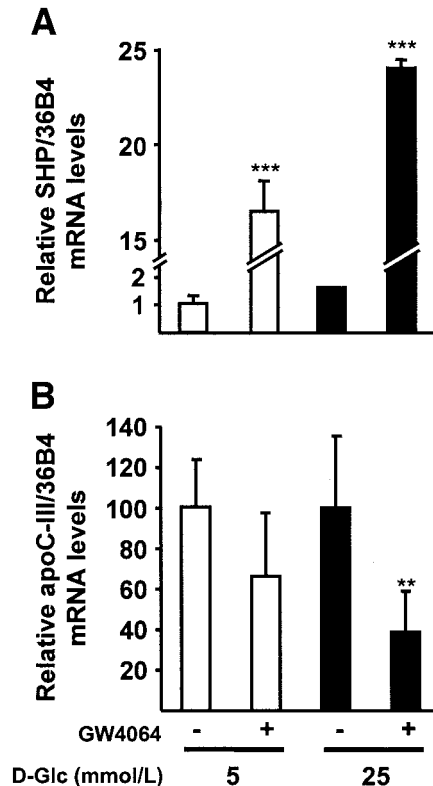 A
Relative SHP/36B4
mRNA levels
25
20
15
2
1
***
***
B
Relative apoC-III/36B4
mRNA levels
140
120
100
80
60
40
20
**
GW4064 - + - +
D-Glc (mmol/L) 5 25